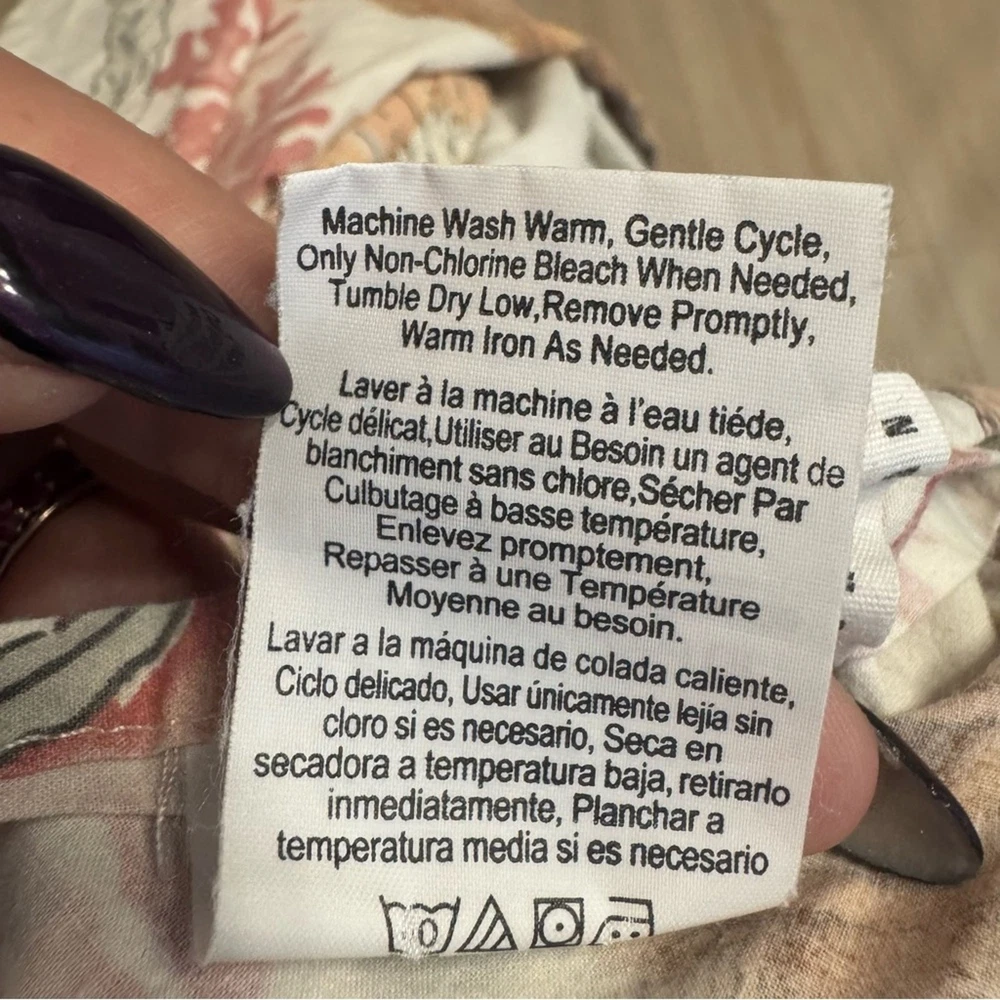 Machine Wash Warm, Gentle Cycle,
Only Non-Chlorine Bleach When Needed,
Tumble Dry Low,Remove Promptly,
Warm Iron As Needed.
Laver à la machine à l'eau tiéde,
Cycle délicat,Utiliser au Besoin un agent de
blanchiment sans chlore,Sécher Par
Culbutage à basse température,
Enlevez promptement,
Repasser à une Température
Moyenne au besoin.
Lavar a la máquina de colada caliente,
Ciclo delicado, Usar únicamente lejía sin
cloro si es necesario, Seca en
secadora a temperatura baja, retirarlo
inmediatamente, Planchar a
temperatura media si es necesario